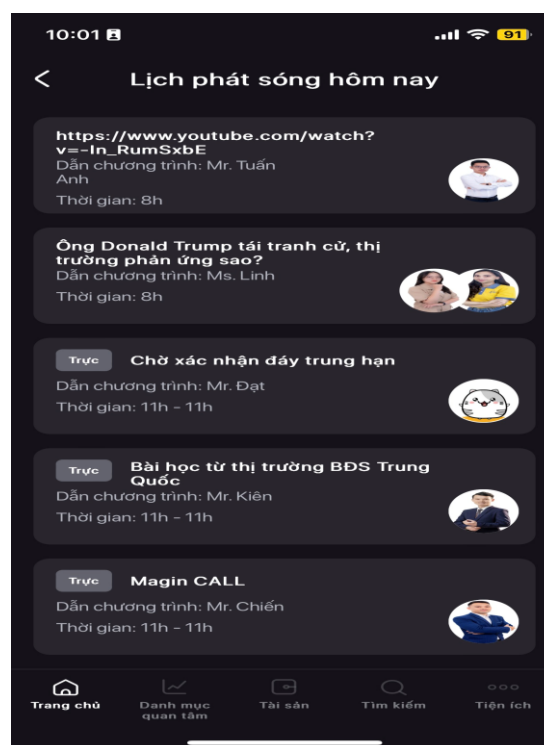 10:01
91
Lịch phát sóng hôm nay
https://www.youtube.com/watch?
v=-In_RumSxbE
Dẫn chương trình: Mr. Tuấn
Anh
Thời gian: 8h
Ông Donald Trump tái tranh cử, thị
trường phản ứng sao?
Dẫn chương trình: Ms. Linh
Thời gian: 8h
Trực Chờ xác nhận đáy trung hạn
Dẫn chương trình: Mr. Đạt
Thời gian: 11h - 11h
Trực Bài học từ thị trường BĐS Trung
Quốc
Dẫn chương trình: Mr. Kiên
Thời gian: 11h - 11h
Trực Magin CALL
Dẫn chương trình: Mr. Chiến
Thời gian: 11h - 11h
Trang chủ Danh mục Tài sản Tìm kiếm Tiện ích
quan tâm